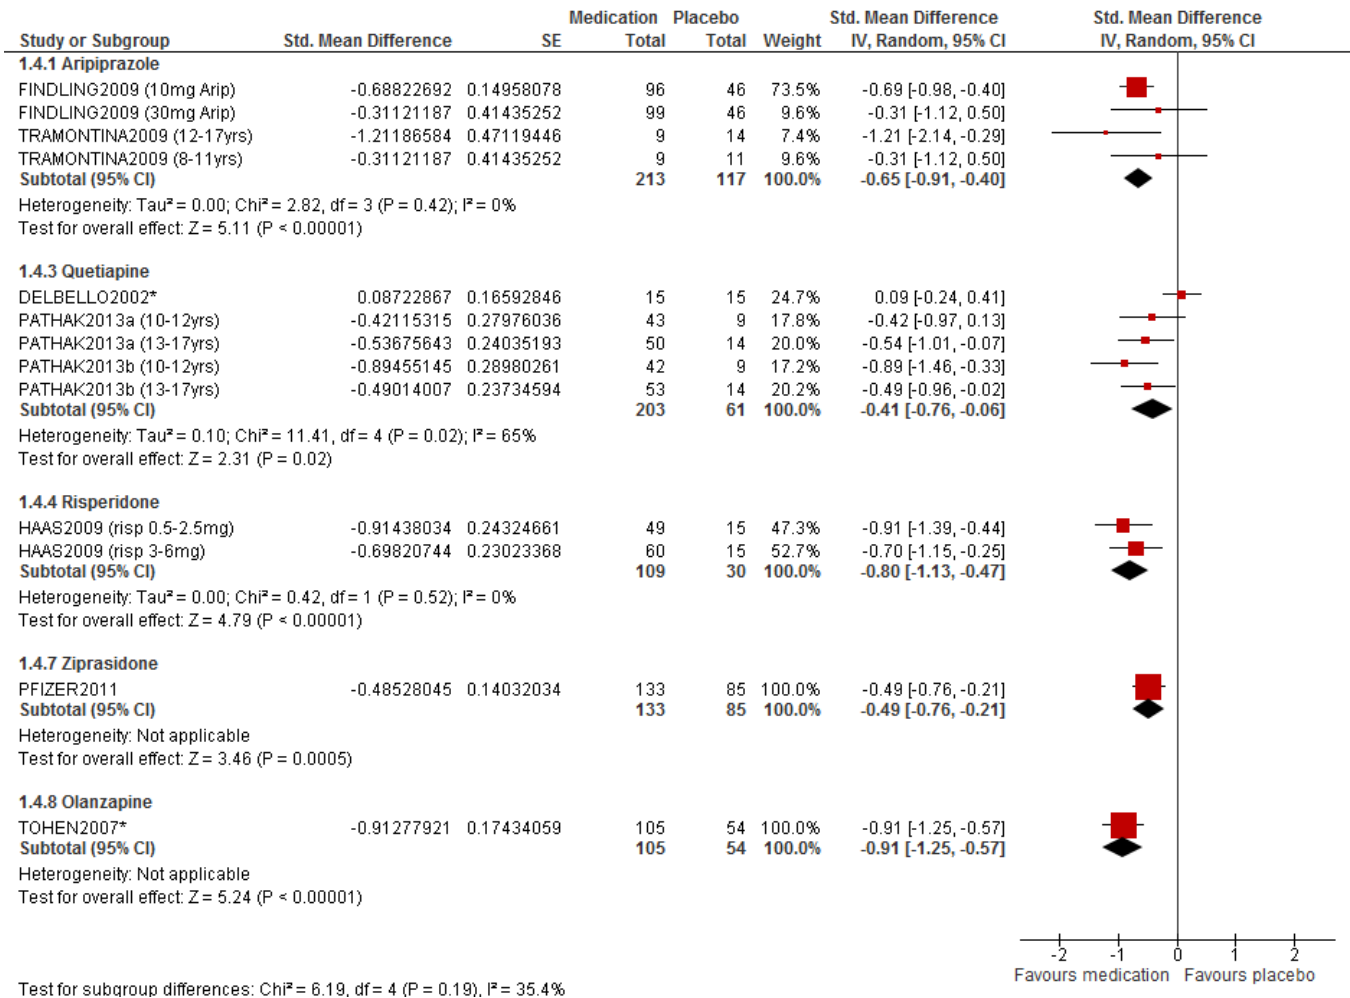 Medication Placebo Std. Mean Difference Std. Mean Difference
Study or Subgroup Std. Mean Difference SE Total Total Weight IV, Random, 95% CI IV, Random, 95% CI
1.4.1 Aripiprazole
FINDLING2009 (10mg Arip) -0.68822692 0.14958078 96 46 73.5% -0.69 [-0.98, -0.40]
FINDLING2009 (30mg Arip) -0.31121187 0.41435252 99 46 9.6% -0.31 [-1.12, 0.50]
TRAMONTINA2009 (12-17yrs) -1.21186584 0.47119446 9 14 7.4% -1.21 [-2.14, -0.29]
TRAMONTINA2009 (8-11yrs) -0.31121187 0.41435252 9 11 9.6% -0.31 [-1.12, 0.50]
Subtotal (95% CI) 213 117 100.0% -0.65 [-0.91, -0.40]
Heterogeneity: Tau² = 0.00; Chi² = 2.82, df = 3 (P = 0.42); I² = 0%
Test for overall effect: Z = 5.11 (P < 0.00001)
1.4.3 Quetiapine
DELBELLO2002* 0.08722867 0.16592846 15 15 24.7% 0.09 [-0.24, 0.41]
PATHAK2013a (10-12yrs) -0.42115315 0.27976036 43 9 17.8% -0.42 [-0.97, 0.13]
PATHAK2013a (13-17yrs) -0.53675643 0.24035193 50 14 20.0% -0.54 [-1.01, -0.07]
PATHAK2013b (10-12yrs) -0.89455145 0.28980261 42 9 17.2% -0.89 [-1.46, -0.33]
PATHAK2013b (13-17yrs) -0.49014007 0.23734594 53 14 20.2% -0.49 [-0.96, -0.02]
Subtotal (95% CI) 203 61 100.0% -0.41 [-0.76, -0.06]
Heterogeneity: Tau² = 0.10; Chi² = 11.41, df = 4 (P = 0.02); I² = 65%
Test for overall effect: Z = 2.31 (P = 0.02)
1.4.4 Risperidone
HAAS2009 (risp 0.5-2.5mg) -0.91438034 0.24324661 49 15 47.3% -0.91 [-1.39, -0.44]
HAAS2009 (risp 3-6mg) -0.69820744 0.23023368 60 15 52.7% -0.70 [-1.15, -0.25]
Subtotal (95% CI) 109 30 100.0% -0.80 [-1.13, -0.47]
Heterogeneity: Tau² = 0.00; Chi² = 0.42, df = 1 (P = 0.52); I² = 0%
Test for overall effect: Z = 4.79 (P < 0.00001)
1.4.7 Ziprasidone
PFIZER2011 -0.48528045 0.14032034 133 85 100.0% -0.49 [-0.76, -0.21]
Subtotal (95% CI) 133 85 100.0% -0.49 [-0.76, -0.21]
Heterogeneity: Not applicable
Test for overall effect: Z = 3.46 (P = 0.0005)
1.4.8 Olanzapine
TOHEN2007* -0.91277921 0.17434059 105 54 100.0% -0.91 [-1.25, -0.57]
Subtotal (95% CI) 105 54 100.0% -0.91 [-1.25, -0.57]
Heterogeneity: Not applicable
Test for overall effect: Z = 5.24 (P < 0.00001)
-2 -1 0 1 2
Favours medication Favours placebo
Test for subgroup differences: Chi² = 6.19, df = 4 (P = 0.19), I² = 35.4%